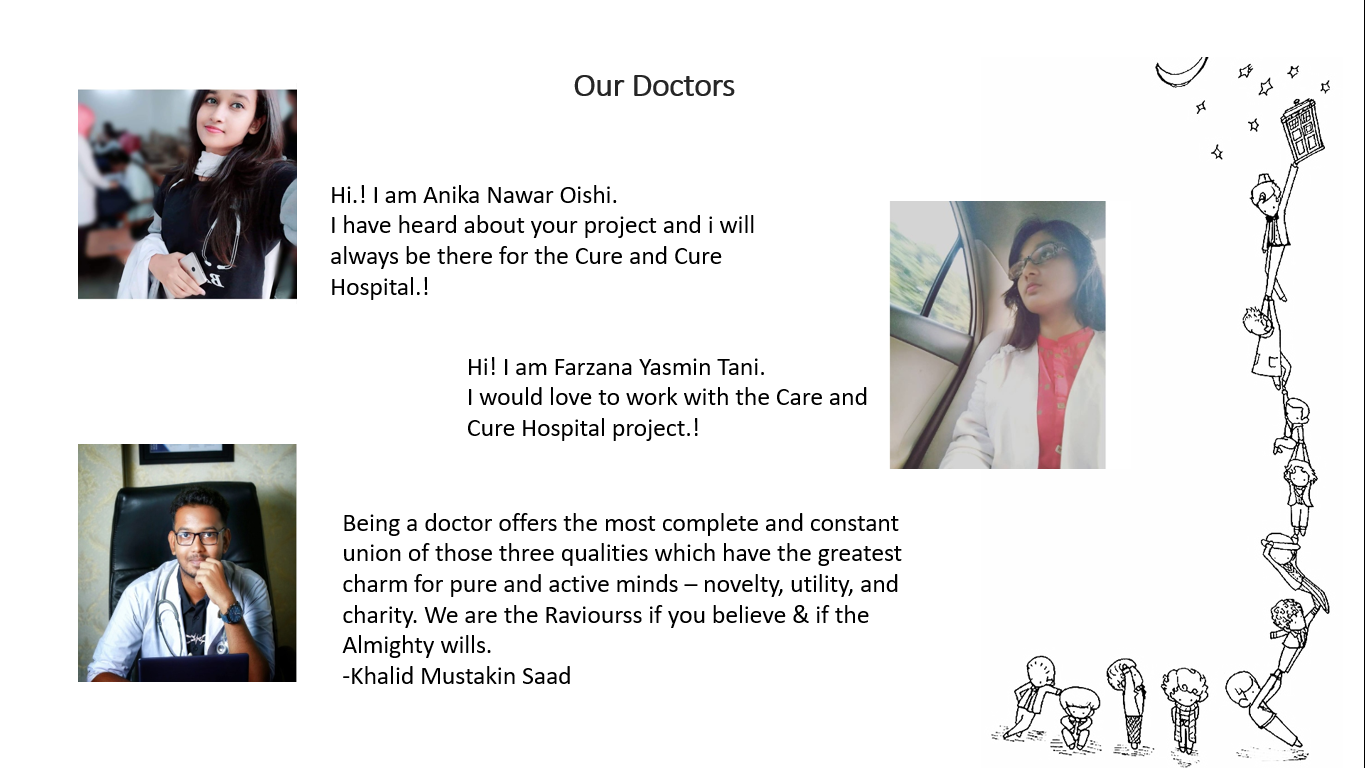 Our Doctors
Hi.! I am Anika Nawar Oishi.
I have heard about your project and i will
always be there for the Cure and Cure
Hospital.!
Hi! I am Farzana Yasmin Tani.
I would love to work with the Care and
Cure Hospital project.!
Being a doctor offers the most complete and constant
union of those three qualities which have the greatest
charm for pure and active minds – novelty, utility, and
charity. We are the Raviourss if you believe & if the
Almighty wills.
-Khalid Mustakin Saad